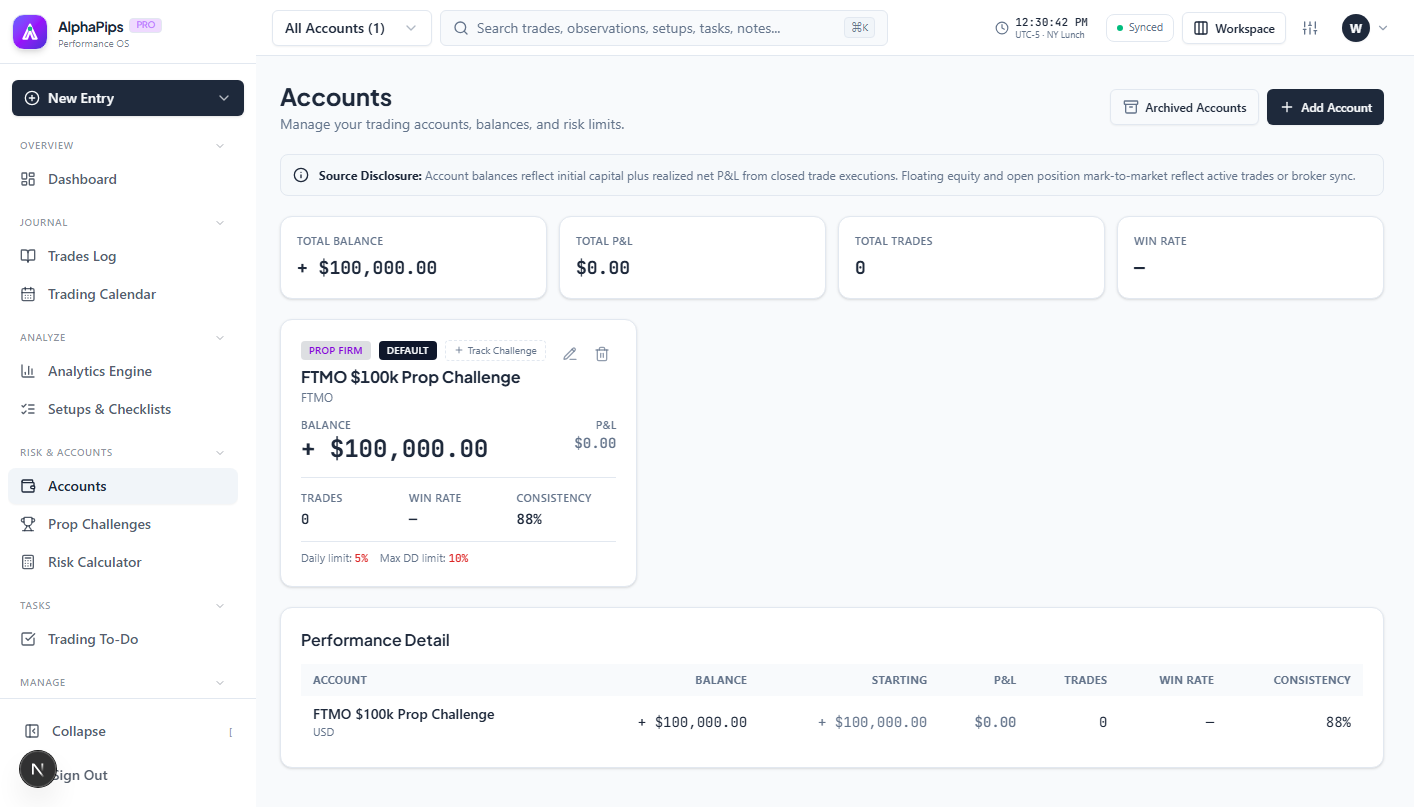 AlphaPips PRO
Performance OS
All Accounts (1)
Search trades, observations, setups, tasks, notes...
⌘K
12:30:42 PM
UTC-5 · NY Lunch
Synced
Workspace
W
New Entry
OVERVIEW
Dashboard
JOURNAL
Trades Log
Trading Calendar
ANALYZE
Analytics Engine
Setups & Checklists
RISK & ACCOUNTS
Accounts
Prop Challenges
Risk Calculator
TASKS
Trading To-Do
MANAGE
Collapse [
N
Sign Out
Accounts
Manage your trading accounts, balances, and risk limits.
Archived Accounts
+ Add Account
Source Disclosure: Account balances reflect initial capital plus realized net P&L from closed trade executions. Floating equity and open position mark-to-market reflect active trades or broker sync.
TOTAL BALANCE
+ $100,000.00
TOTAL P&L
$0.00
TOTAL TRADES
0
WIN RATE
—
PROP FIRM DEFAULT + Track Challenge
FTMO $100k Prop Challenge
FTMO
BALANCE P&L
+ $100,000.00 $0.00
TRADES WIN RATE CONSISTENCY
0 — 88%
Daily limit: 5% Max DD limit: 10%
Performance Detail
ACCOUNT BALANCE STARTING P&L TRADES WIN RATE CONSISTENCY
FTMO $100k Prop Challenge + $100,000.00 + $100,000.00 $0.00 0 — 88%
USD